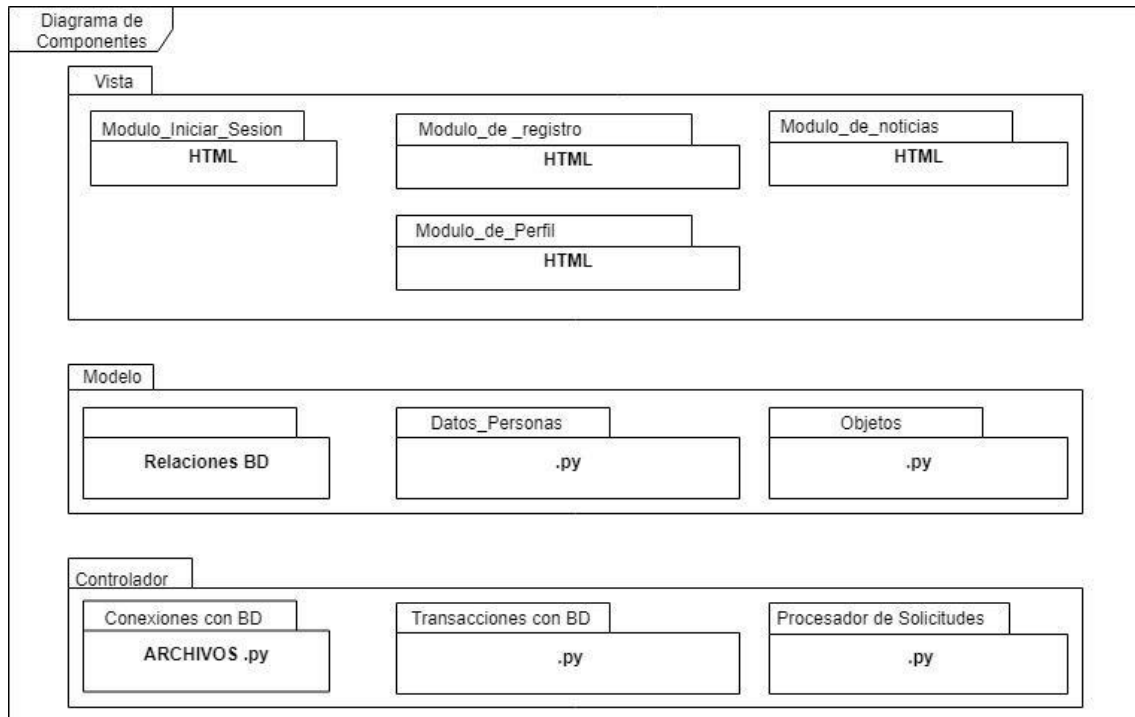 Diagrama de
Componentes
Vista
Modulo_Iniciar_Sesion
HTML
Modulo_de _registro
HTML
Modulo_de_noticias
HTML
Modulo_de_Perfil
HTML
Modelo
Relaciones BD
Datos_Personas
.py
Objetos
.py
Controlador
Conexiones con BD
ARCHIVOS .py
Transacciones con BD
.py
Procesador de Solicitudes
.py